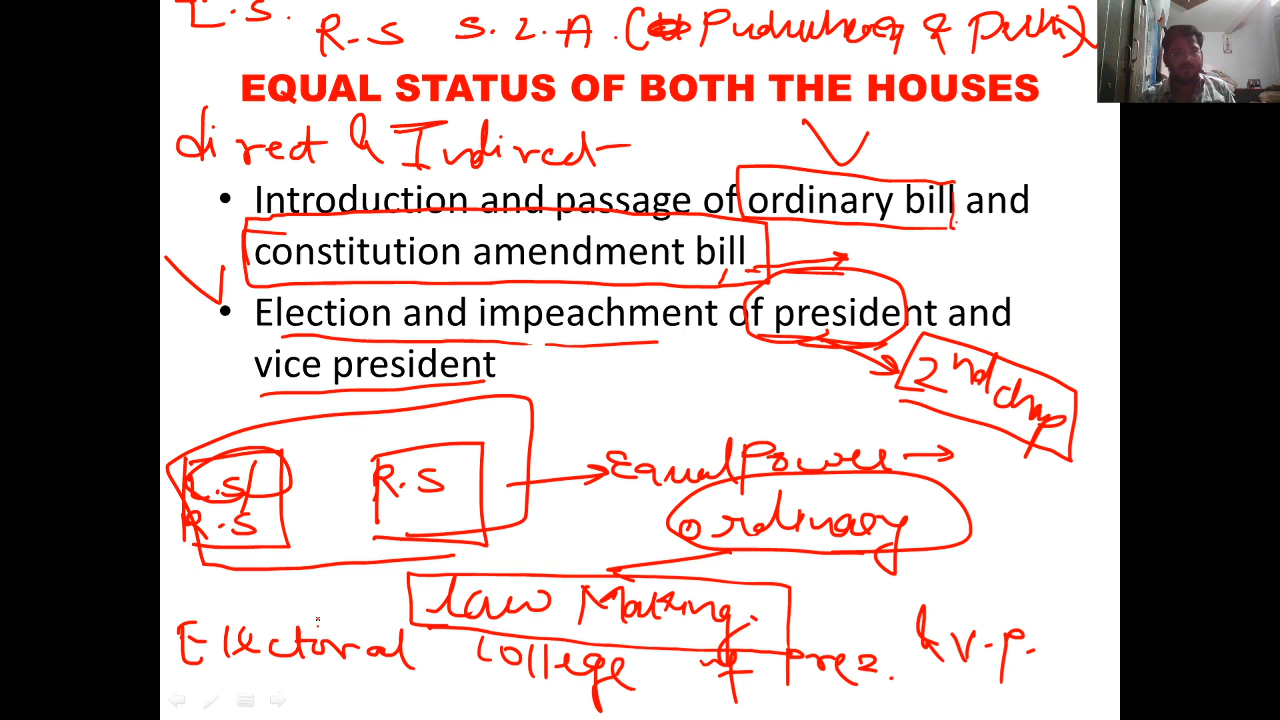 L.S.
R.S S.L.A. (Puducherry & Delhi)
EQUAL STATUS OF BOTH THE HOUSES
direct & Indirect
• Introduction and passage of ordinary bill and
constitution amendment bill
• Election and impeachment of president and
vice president
2nd chap
L.S/ R.S → Equal Power →
R.S
ordinary
law Making
Electoral college of Prez. & V.P.